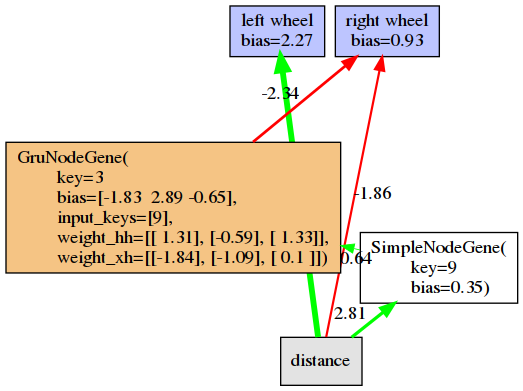 left wheel
bias=2.27
right wheel
bias=0.93
-2.34
GruNodeGene(
key=3
bias=[-1.83 2.89 -0.65],
input_keys=[9],
weight_hh=[[ 1.31], [-0.59], [ 1.33]],
weight_xh=[[-1.84], [-1.09], [ 0.1 ]])
-1.86
0.64
SimpleNodeGene(
key=9
bias=0.35)
2.81
distance